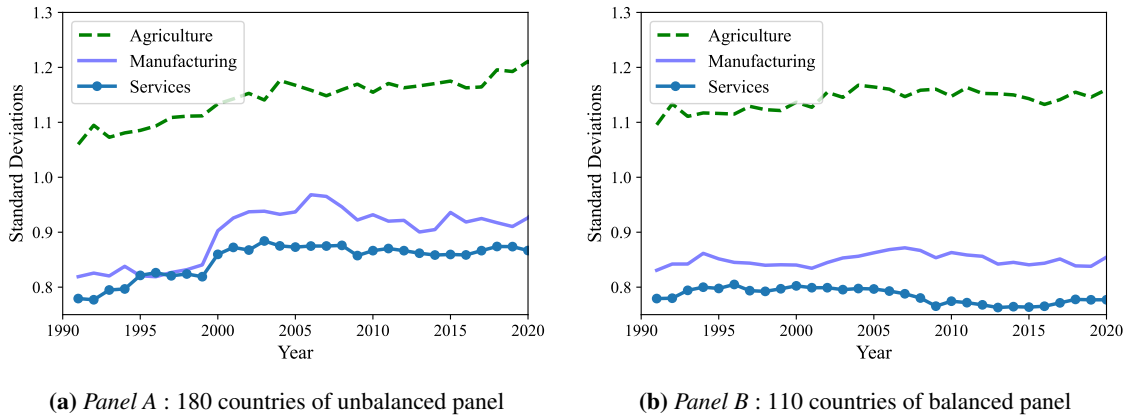 1.3
1.2
1.1
1.0
0.9
0.8
Standard Deviations
Agriculture
Manufacturing
Services
1990 1995 2000 2005 2010 2015 2020
Year
(a) Panel A : 180 countries of unbalanced panel
1.3
1.2
1.1
1.0
0.9
0.8
Standard Deviations
Agriculture
Manufacturing
Services
1990 1995 2000 2005 2010 2015 2020
Year
(b) Panel B : 110 countries of balanced panel